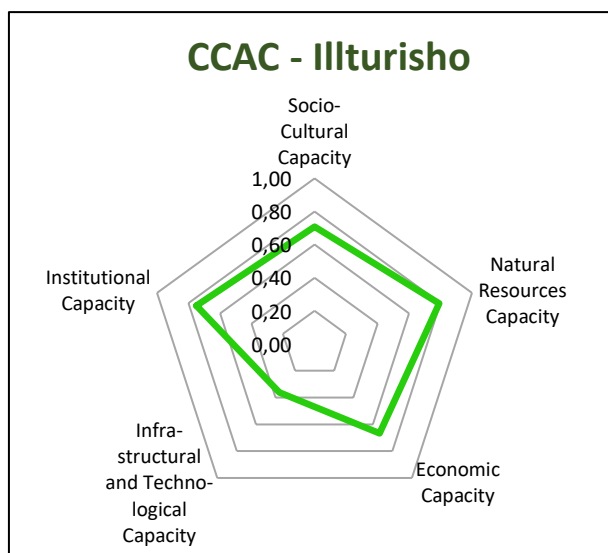 CCAC - Illturisho
Socio-
Cultural
Capacity
1,00
0,80
0,60
0,40
0,20
0,00
Natural
Resources
Capacity
Economic
Capacity
Infra-
structural
and Techno-
logical
Capacity
Institutional
Capacity